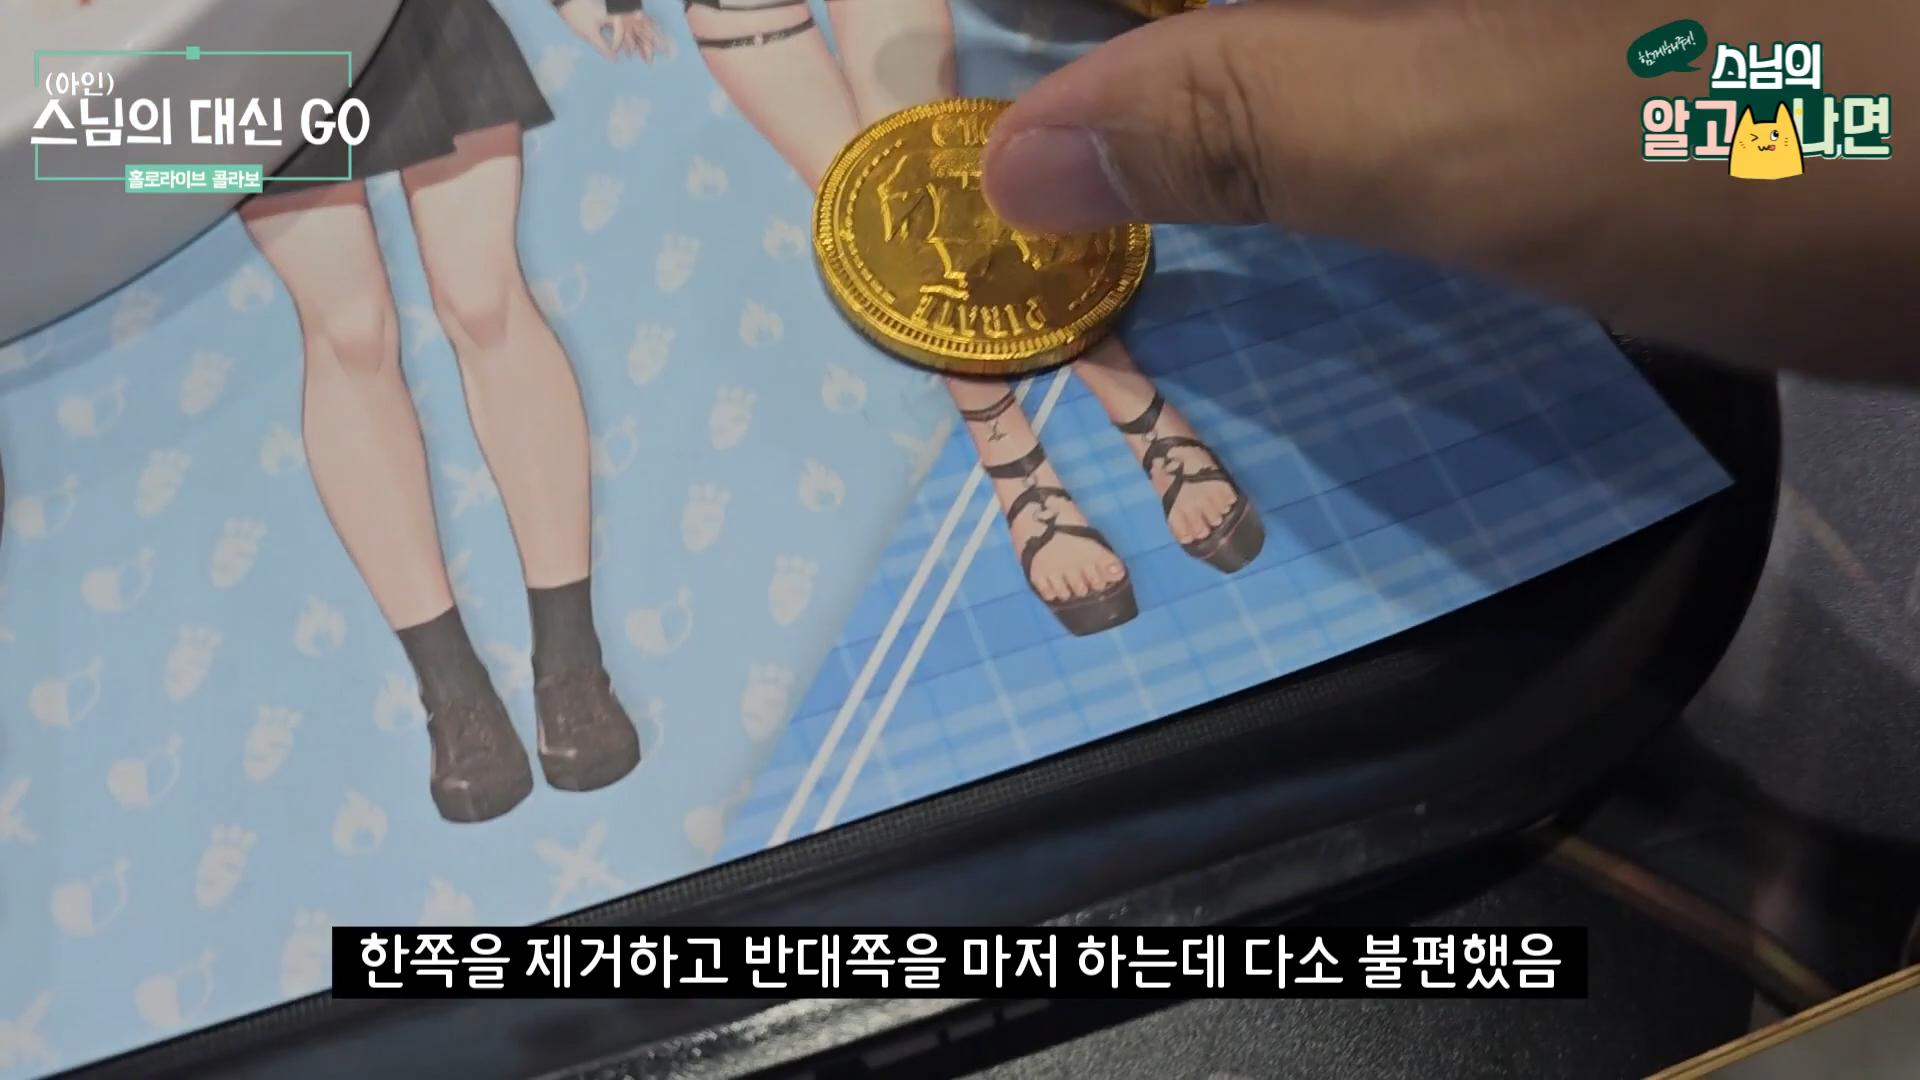 (아인)
스님의 대신 GO
홀로라이브 콜라보
함께해줘!
스님의
알고
나면
PIRATE
한쪽을 제거하고 반대쪽을 마저 하는데 다소 불편했음